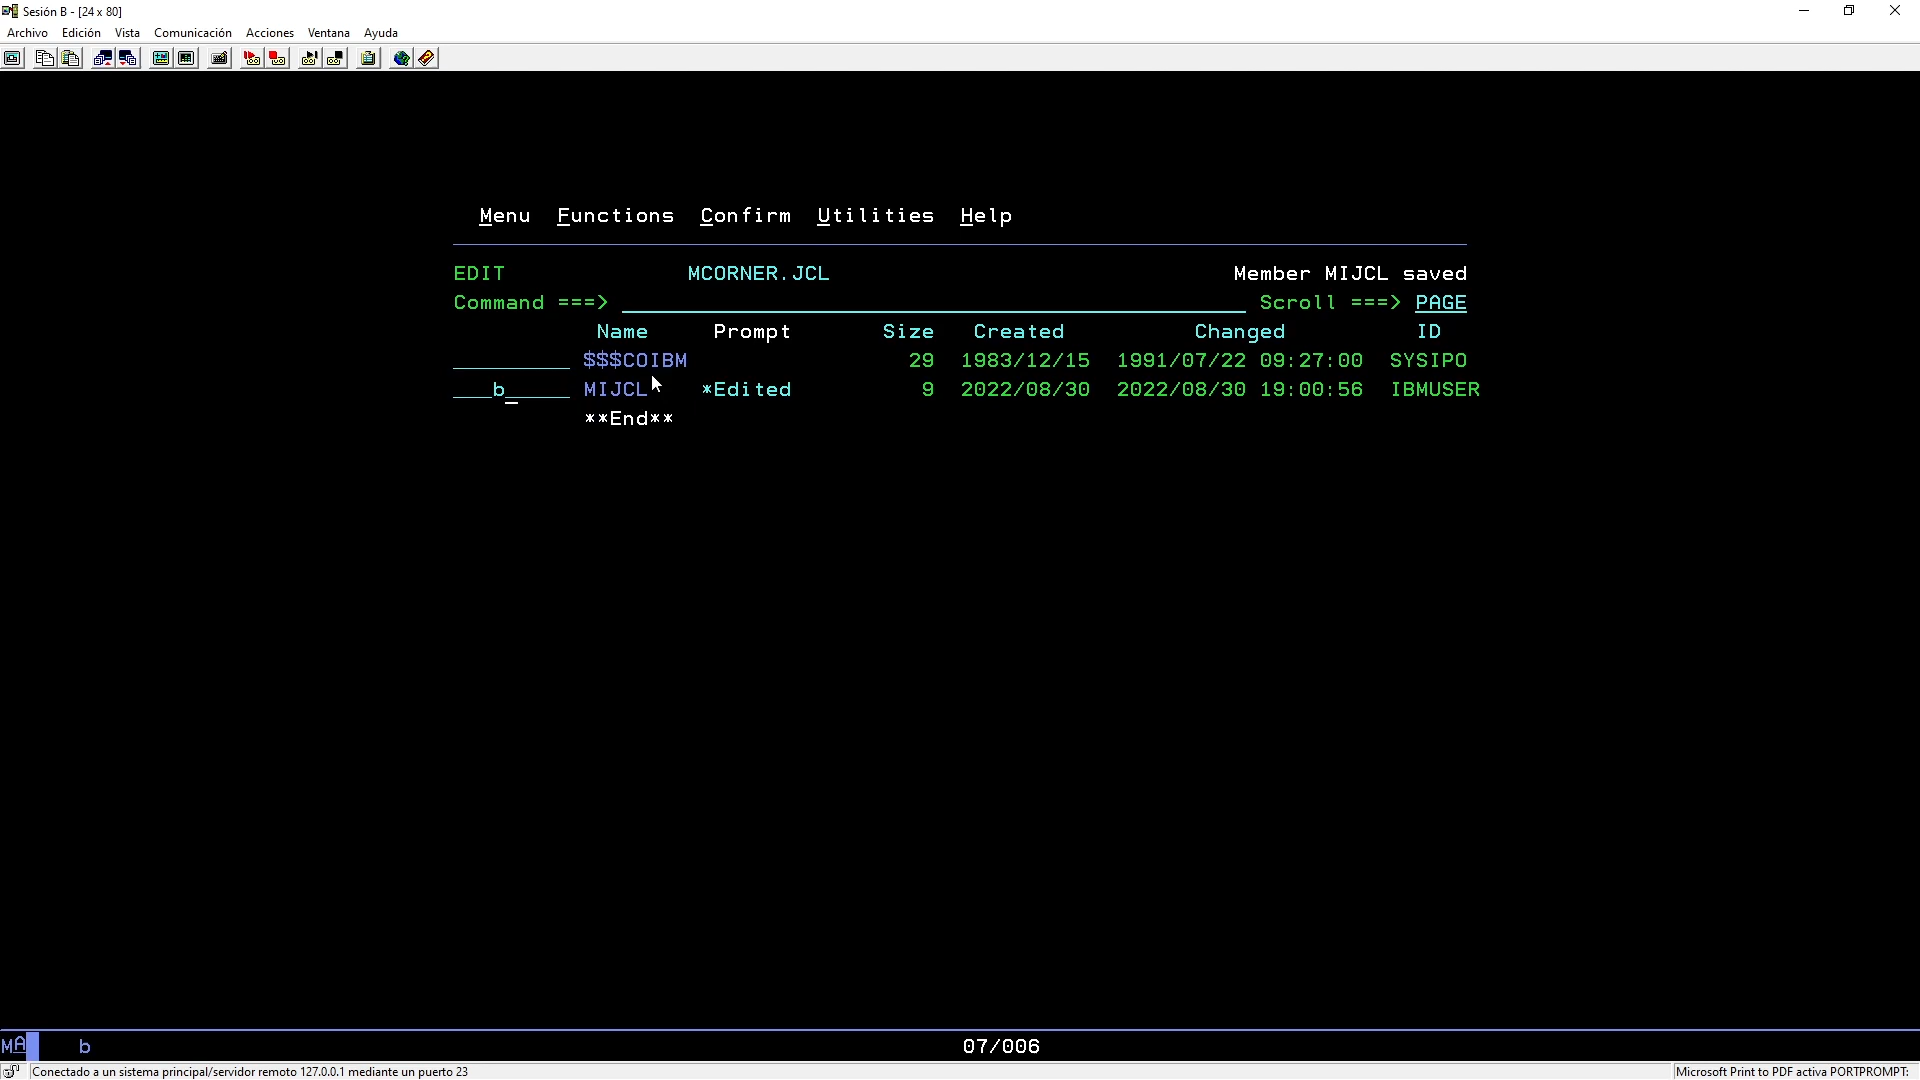 Sesión B - [24 x 80]
Archivo Edición Vista Comunicación Acciones Ventana Ayuda
Menu Functions Confirm Utilities Help
EDIT MCORNER.JCL Member MIJCL saved
Command ===> Scroll ===> PAGE
Name Prompt Size Created Changed ID
$$$COIBM 29 1983/12/15 1991/07/22 09:27:00 SYSIPO
b MIJCL *Edited 9 2022/08/30 2022/08/30 19:00:56 IBMUSER
**End**
MA b 07/006
Conectado a un sistema principal/servidor remoto 127.0.0.1 mediante un puerto 23 Microsoft Print to PDF activa PORTPROMPT: